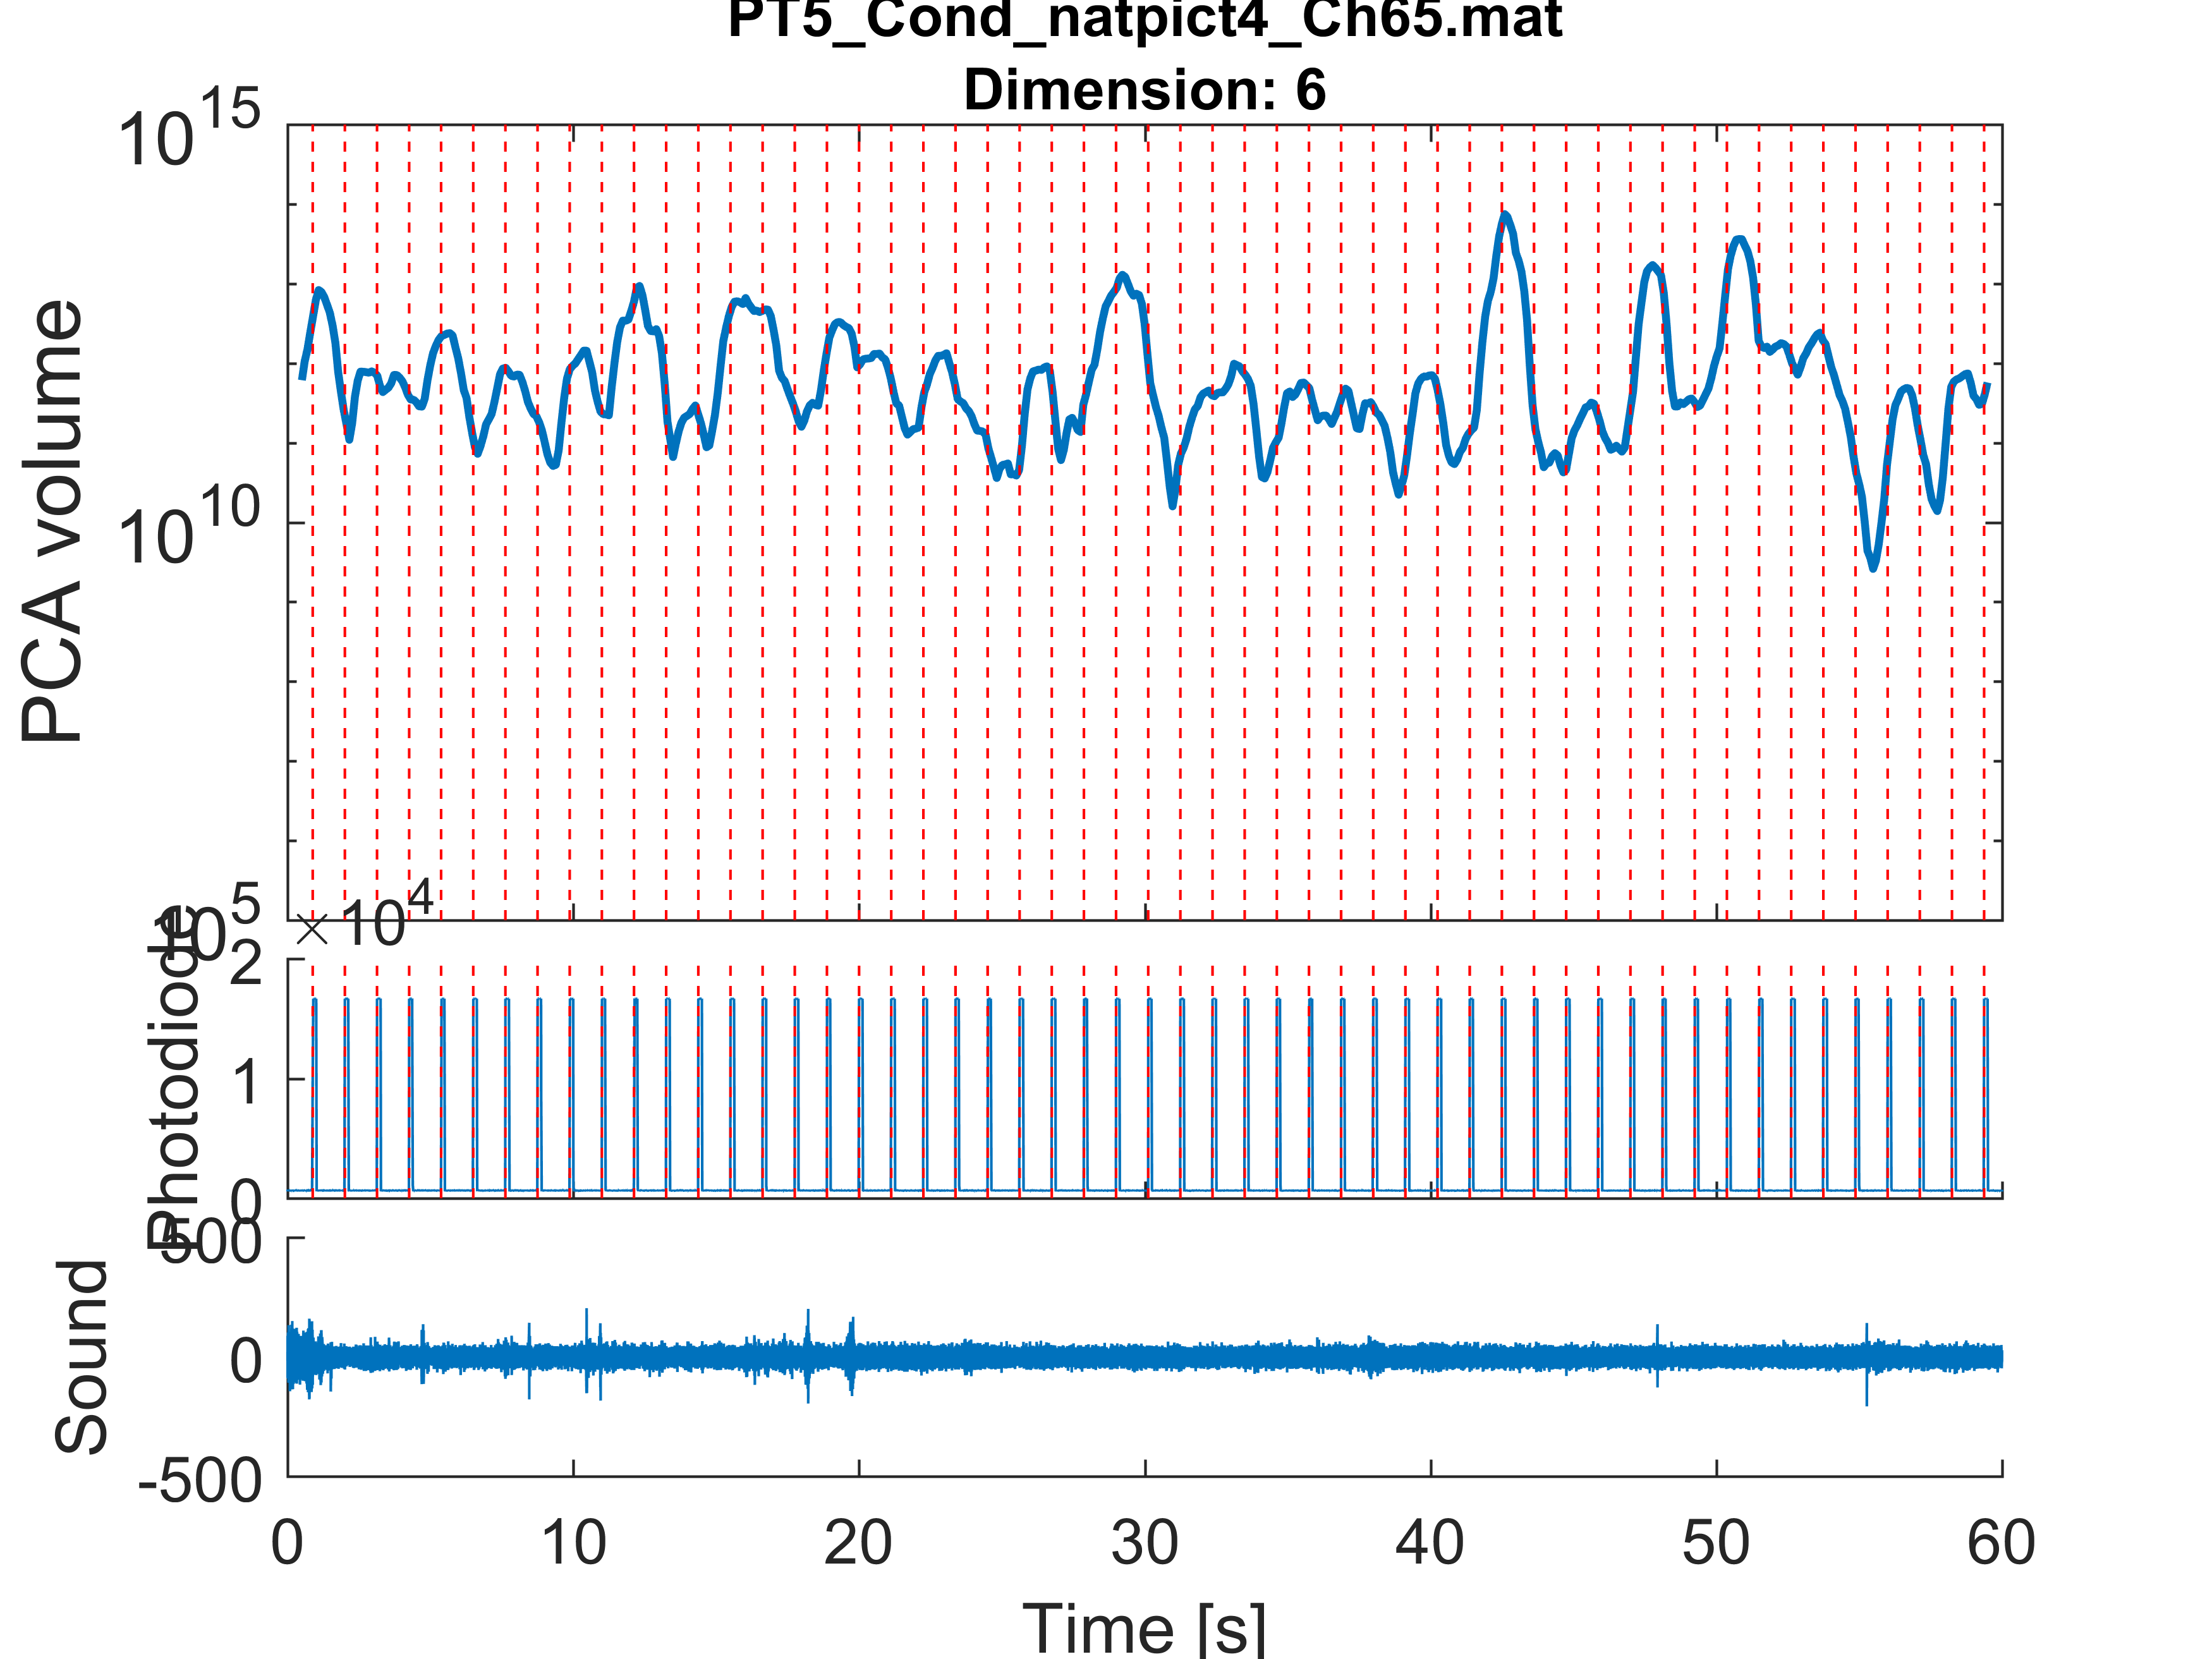 PT5_Cond_natpict4_Ch65.mat
Dimension: 6
10^15
10^10
10^5
PCA volume
×10^4
2
1
0
Photodiode
500
0
-500
Sound
0 10 20 30 40 50 60
Time [s]